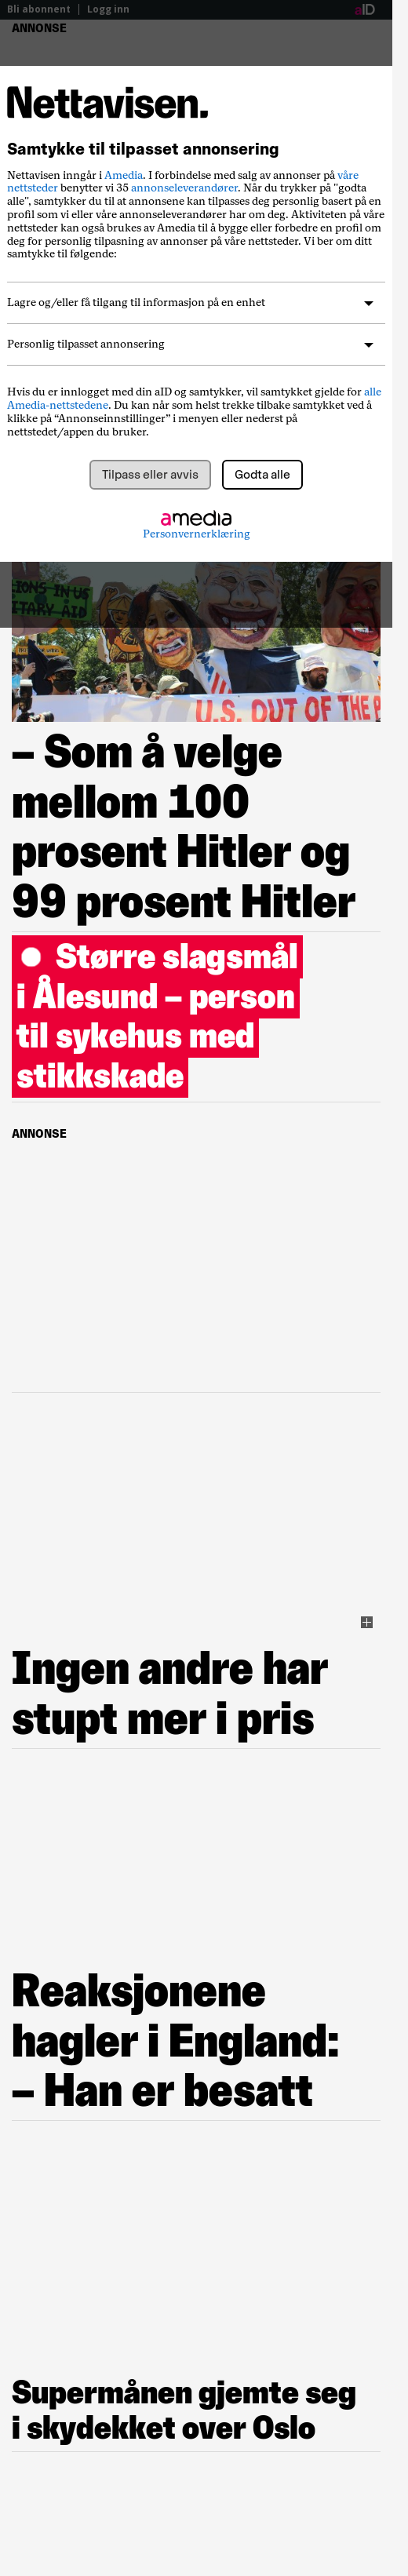 Bli abonnent | Logg inn aID
ANNONSE
Nettavisen.
Samtykke til tilpasset annonsering
Nettavisen inngår i Amedia. I forbindelse med salg av annonser på våre
nettsteder benytter vi 35 annonseleverandører. Når du trykker på "godta
alle", samtykker du til at annonsene kan tilpasses deg personlig basert på en
profil som vi eller våre annonseleverandører har om deg. Aktiviteten på våre
nettsteder kan også brukes av Amedia til å bygge eller forbedre en profil om
deg for personlig tilpasning av annonser på våre nettsteder. Vi ber om ditt
samtykke til følgende:
Lagre og/eller få tilgang til informasjon på en enhet
Personlig tilpasset annonsering
Hvis du er innlogget med din aID og samtykker, vil samtykket gjelde for alle
Amedia-nettstedene. Du kan når som helst trekke tilbake samtykket ved å
klikke på “Annonseinnstillinger” i menyen eller nederst på
nettstedet/appen du bruker.
Tilpass eller avvis Godta alle
amedia
Personvernerklæring
IONS IN US
ITARY AID
U.S. OUT OF THE
– Som å velge
mellom 100
prosent Hitler og
99 prosent Hitler
Større slagsmål
i Ålesund – person
til sykehus med
stikkskade
ANNONSE
Ingen andre har
stupt mer i pris
Reaksjonene
hagler i England:
– Han er besatt
Supermånen gjemte seg
i skydekket over Oslo